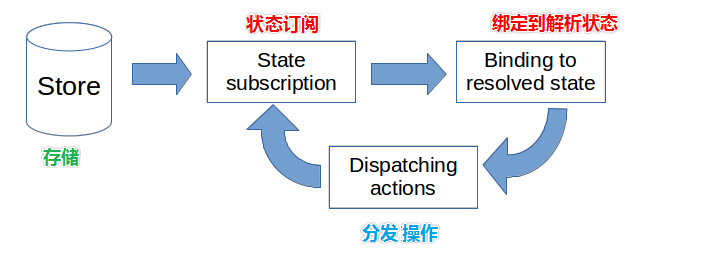 Store
存储
状态订阅
State
subscription
绑定到解析状态
Binding to
resolved state
Dispatching
actions
分发 操作